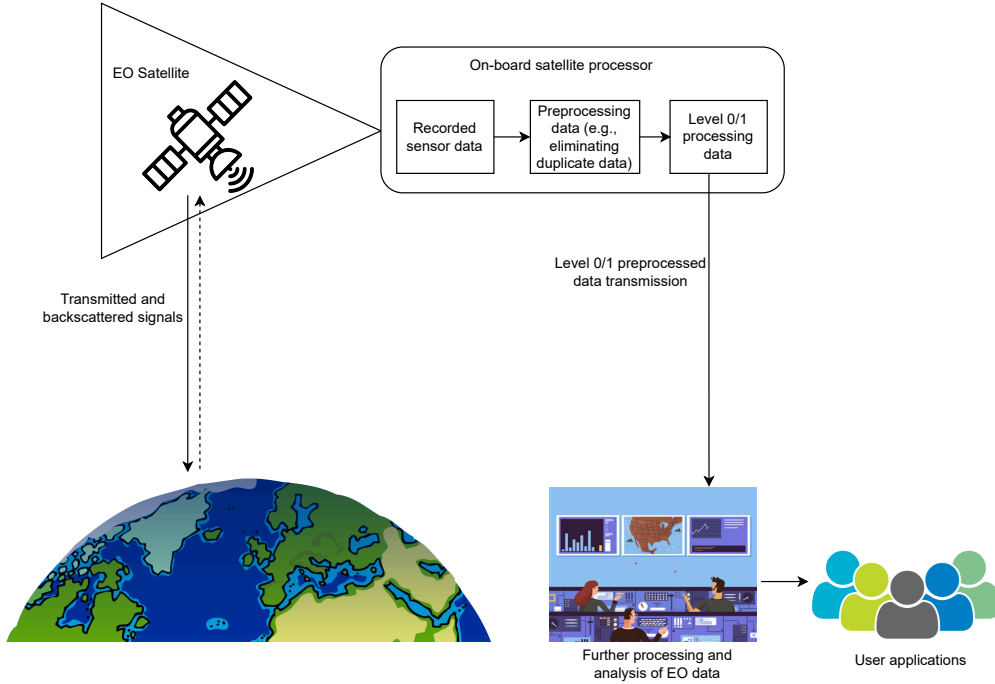 EO Satellite
On-board satellite processor
Recorded
sensor data
Preprocessing
data (e.g.,
eliminating
duplicate data)
Level 0/1
processing
data
Transmitted and
backscattered signals
Level 0/1 preprocessed
data transmission
Further processing and
analysis of EO data
User applications